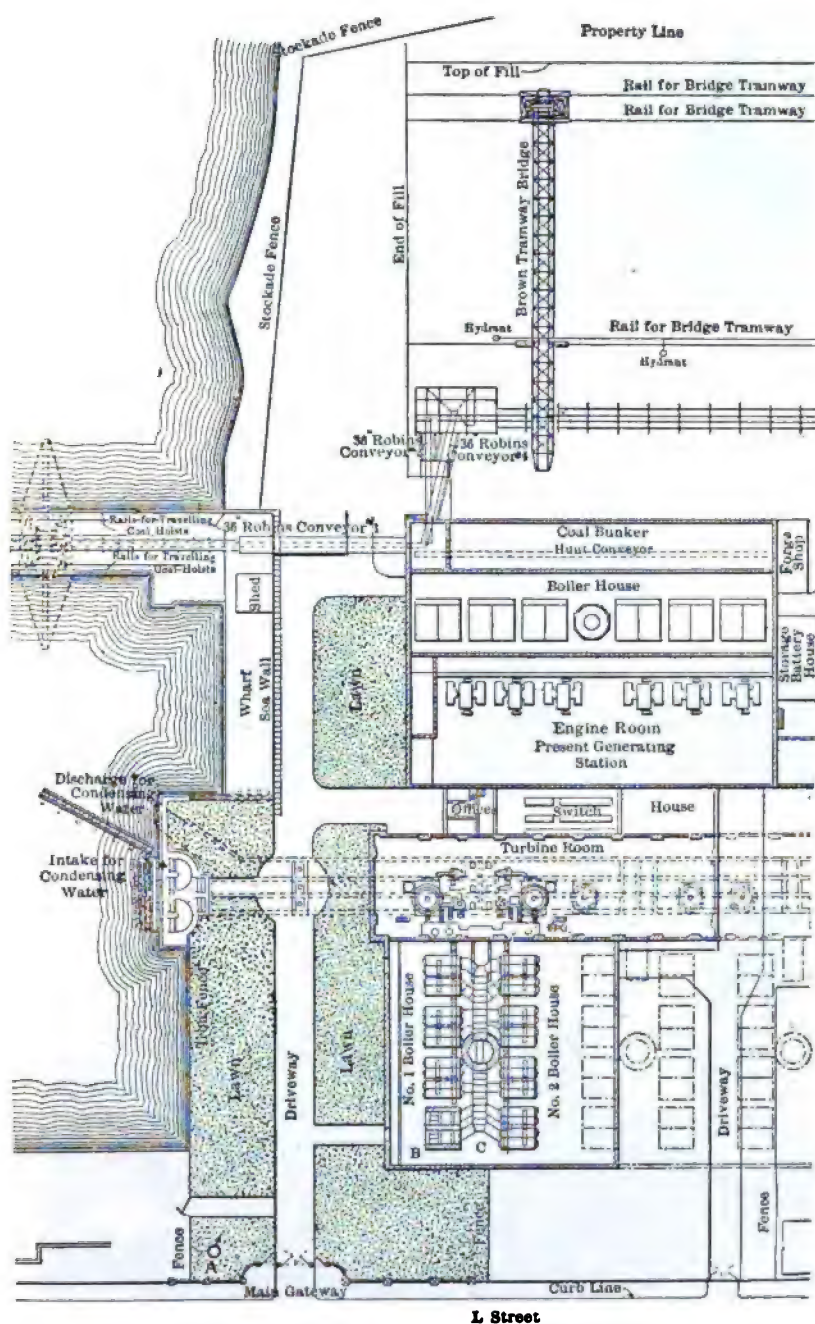 Stockade Fence
Property Line
Top of Fill
Rail for Bridge Tramway
Rail for Bridge Tramway
Stockade Fence
End of Fill
Brown Tramway Bridge
Hydrant
Rail for Bridge Tramway
Hydrant
36" Robins
Conveyor
36 Robins
Conveyor
Rails for Travelling
Coal Hoists
36" Robins Conveyor #1
Rails for Travelling
Coal Hoists
Coal Bunker
Hunt Conveyor
Forge
Shop
Shed
Boiler House
Wharf
Sea Wall
Lawn
Storage
Battery
House
Engine Room
Present Generating
Station
Discharge for
Condensing
Water
Offices
Switch
House
Turbine Room
Intake for
Condensing
Water
Iron Fence
Lawn
Driveway
LAwn
No. 1 Boiler House
No. 2 Boiler House
Driveway
B
C
Fence
Fence
Fence
A
Main Gateway
Curb Line
L Street